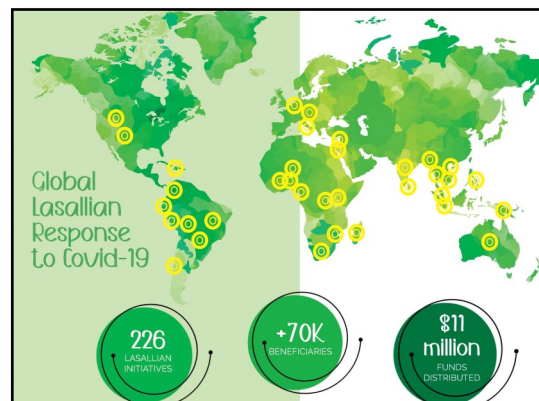 Global
Lasallian
Response
to Covid-19
226
LASALLIAN
INITIATIVES
+70K
BENEFICIARIES
$11
million
FUNDS
DISTRIBUTED